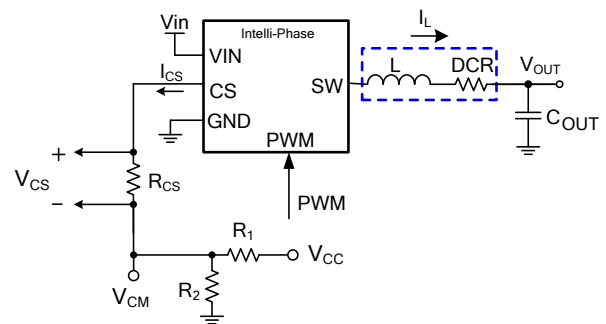 Vin
Intelli-Phase
I_L
VIN
L
DCR
V_OUT
I_CS
CS
SW
GND
C_OUT
PWM
+
V_CS
R_CS
−
PWM
R_1
V_CC
R_2
V_CM